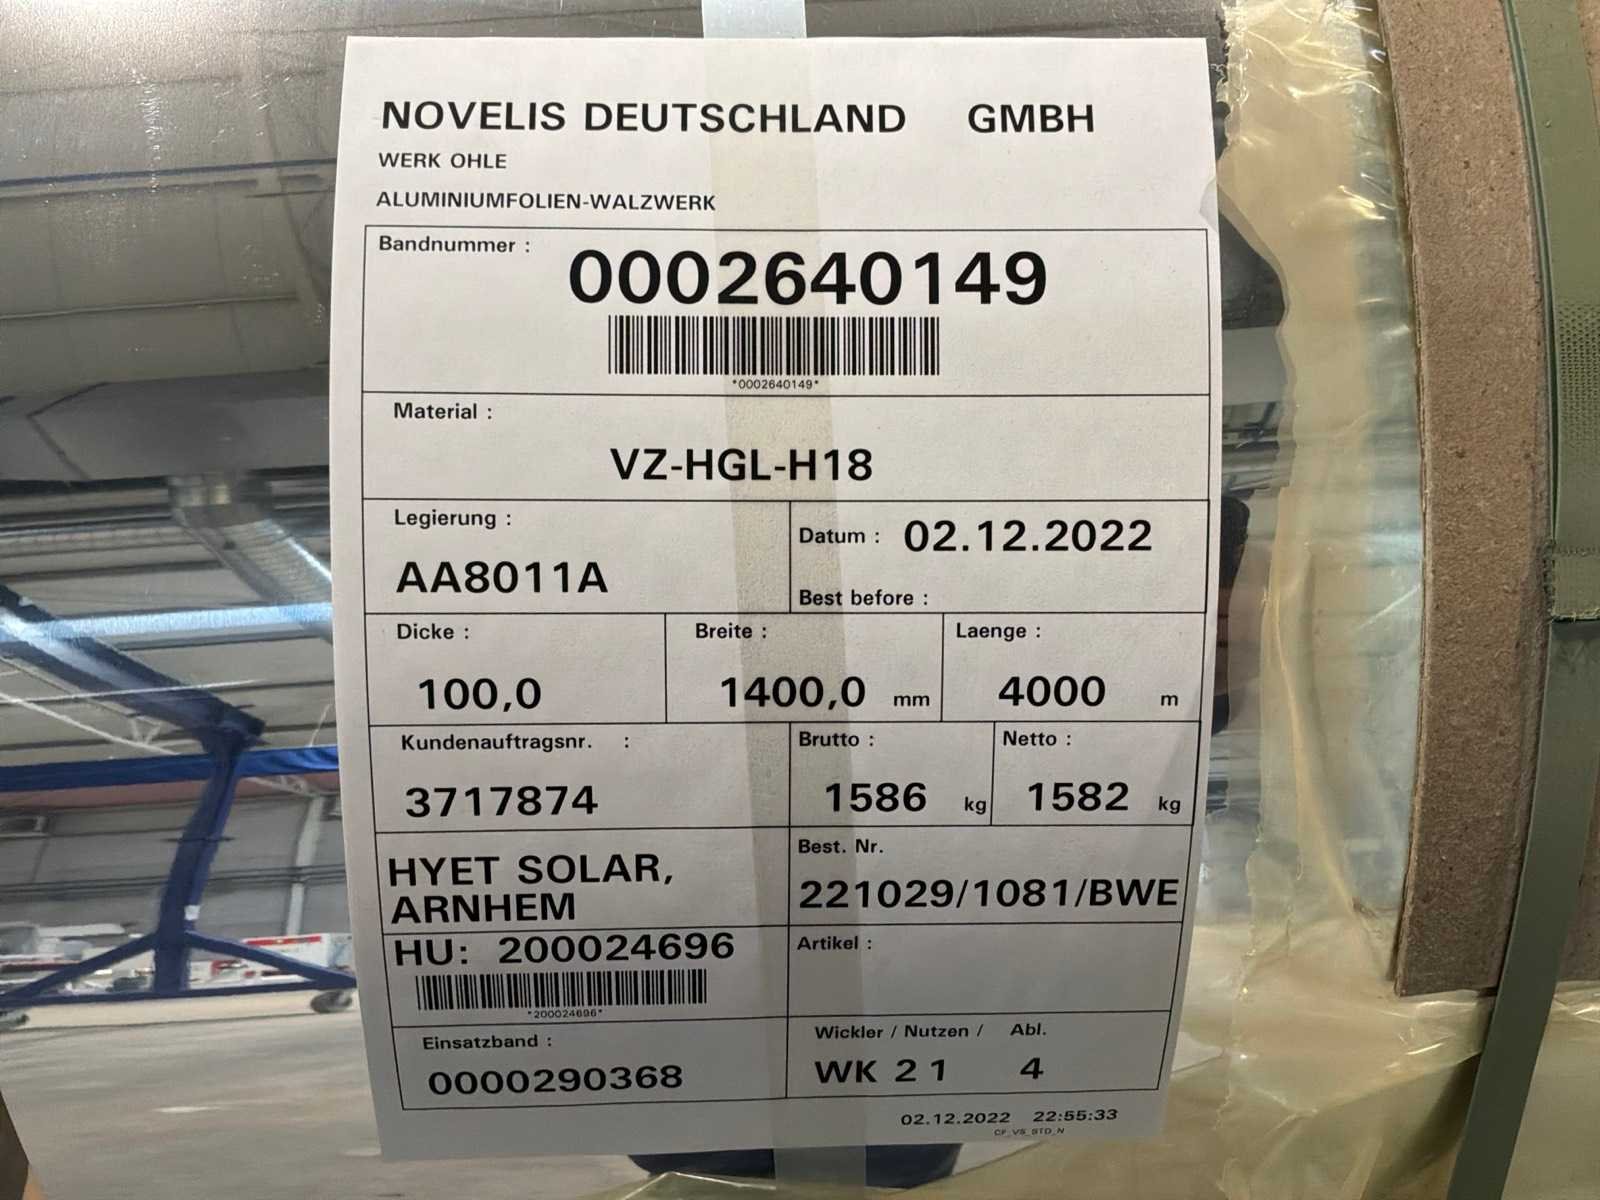 NOVELIS DEUTSCHLAND GMBH
WERK OHLE
ALUMINIUMFOLIEN-WALZWERK
Bandnummer :
0002640149
*0002640149*
Material :
VZ-HGL-H18
Legierung :
AA8011A
Datum : 02.12.2022
Best before :
Dicke :
100,0
Breite :
1400,0 mm
Laenge :
4000 m
Kundenauftragsnr. :
3717874
Brutto :
1586 kg
Netto :
1582 kg
HYET SOLAR,
ARNHEM
Best. Nr.
221029/1081/BWE
HU: 200024696
*200024696*
Artikel :
Einsatzband :
0000290368
Wickler / Nutzen / Abl.
WK 2 1 4
02.12.2022 22:55:33
CF_VS_STD_N